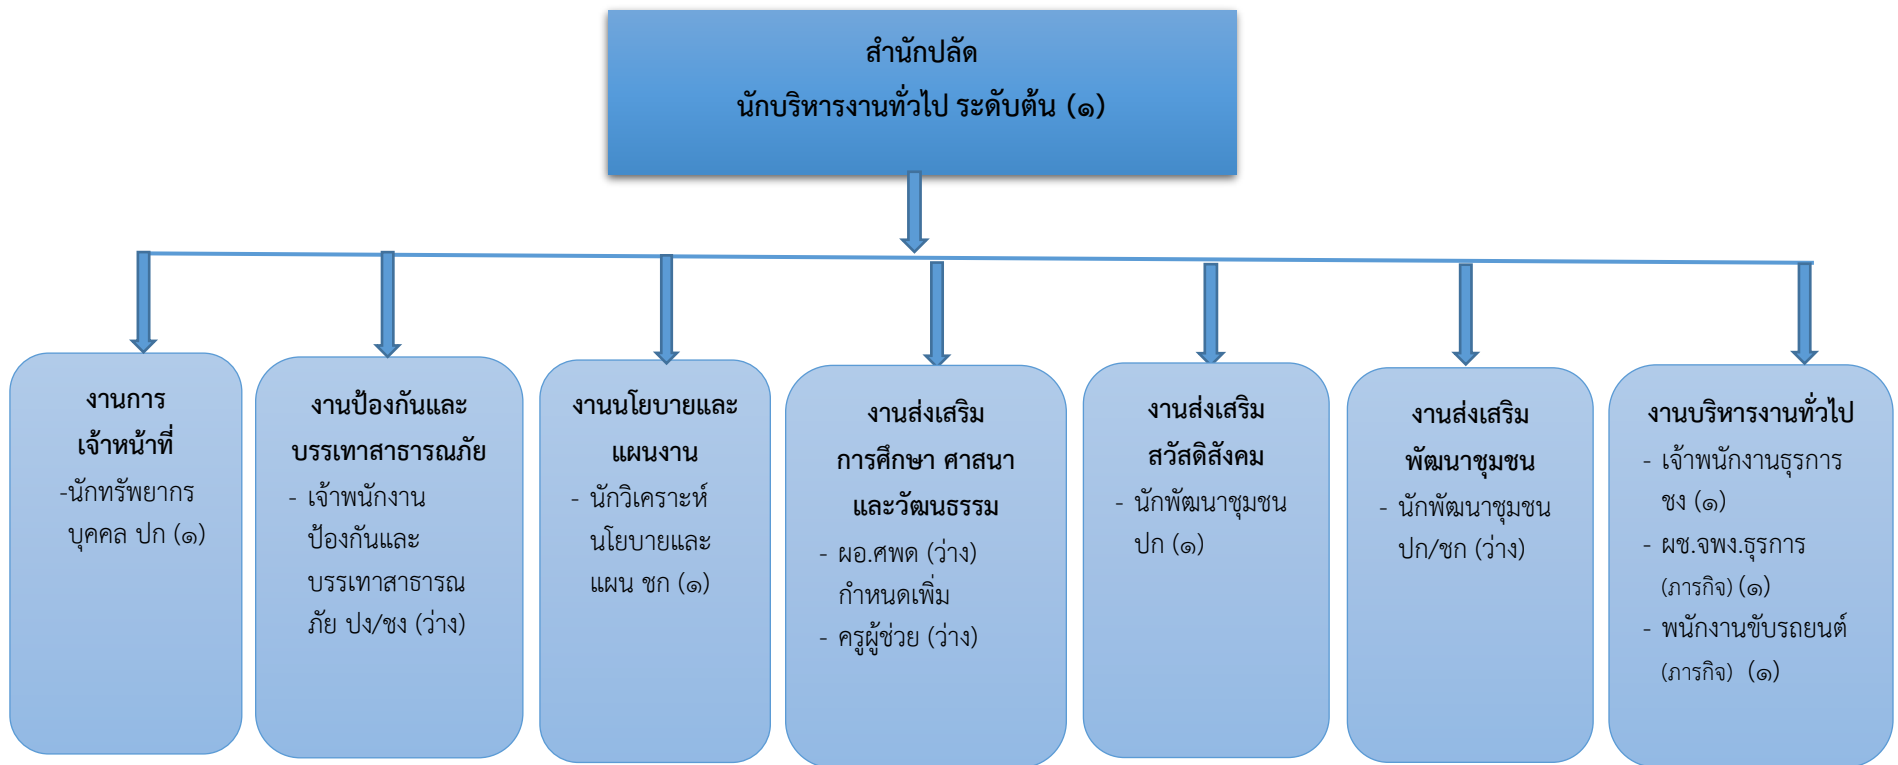 สำนักปลัด
นักบริหารงานทั่วไป ระดับต้น (๑)
งานการ
เจ้าหน้าที่
-นักทรัพยากร
บุคคล ปก (๑)
งานป้องกันและ
บรรเทาสาธารณภัย
- เจ้าพนักงาน
ป้องกันและ
บรรเทาสาธารณ
ภัย ปง/ชง (ว่าง)
งานนโยบายและ
แผนงาน
- นักวิเคราะห์
นโยบายและ
แผน ชก (๑)
งานส่งเสริม
การศึกษา ศาสนา
และวัฒนธรรม
- ผอ.ศพด (ว่าง)
กำหนดเพิ่ม
- ครูผู้ช่วย (ว่าง)
งานส่งเสริม
สวัสดิสังคม
- นักพัฒนาชุมชน
ปก (๑)
งานส่งเสริม
พัฒนาชุมชน
- นักพัฒนาชุมชน
ปก/ชก (ว่าง)
งานบริหารงานทั่วไป
- เจ้าพนักงานธุรการ
ชง (๑)
- ผช.จพง.ธุรการ
(ภารกิจ) (๑)
- พนักงานขับรถยนต์
(ภารกิจ) (๑)